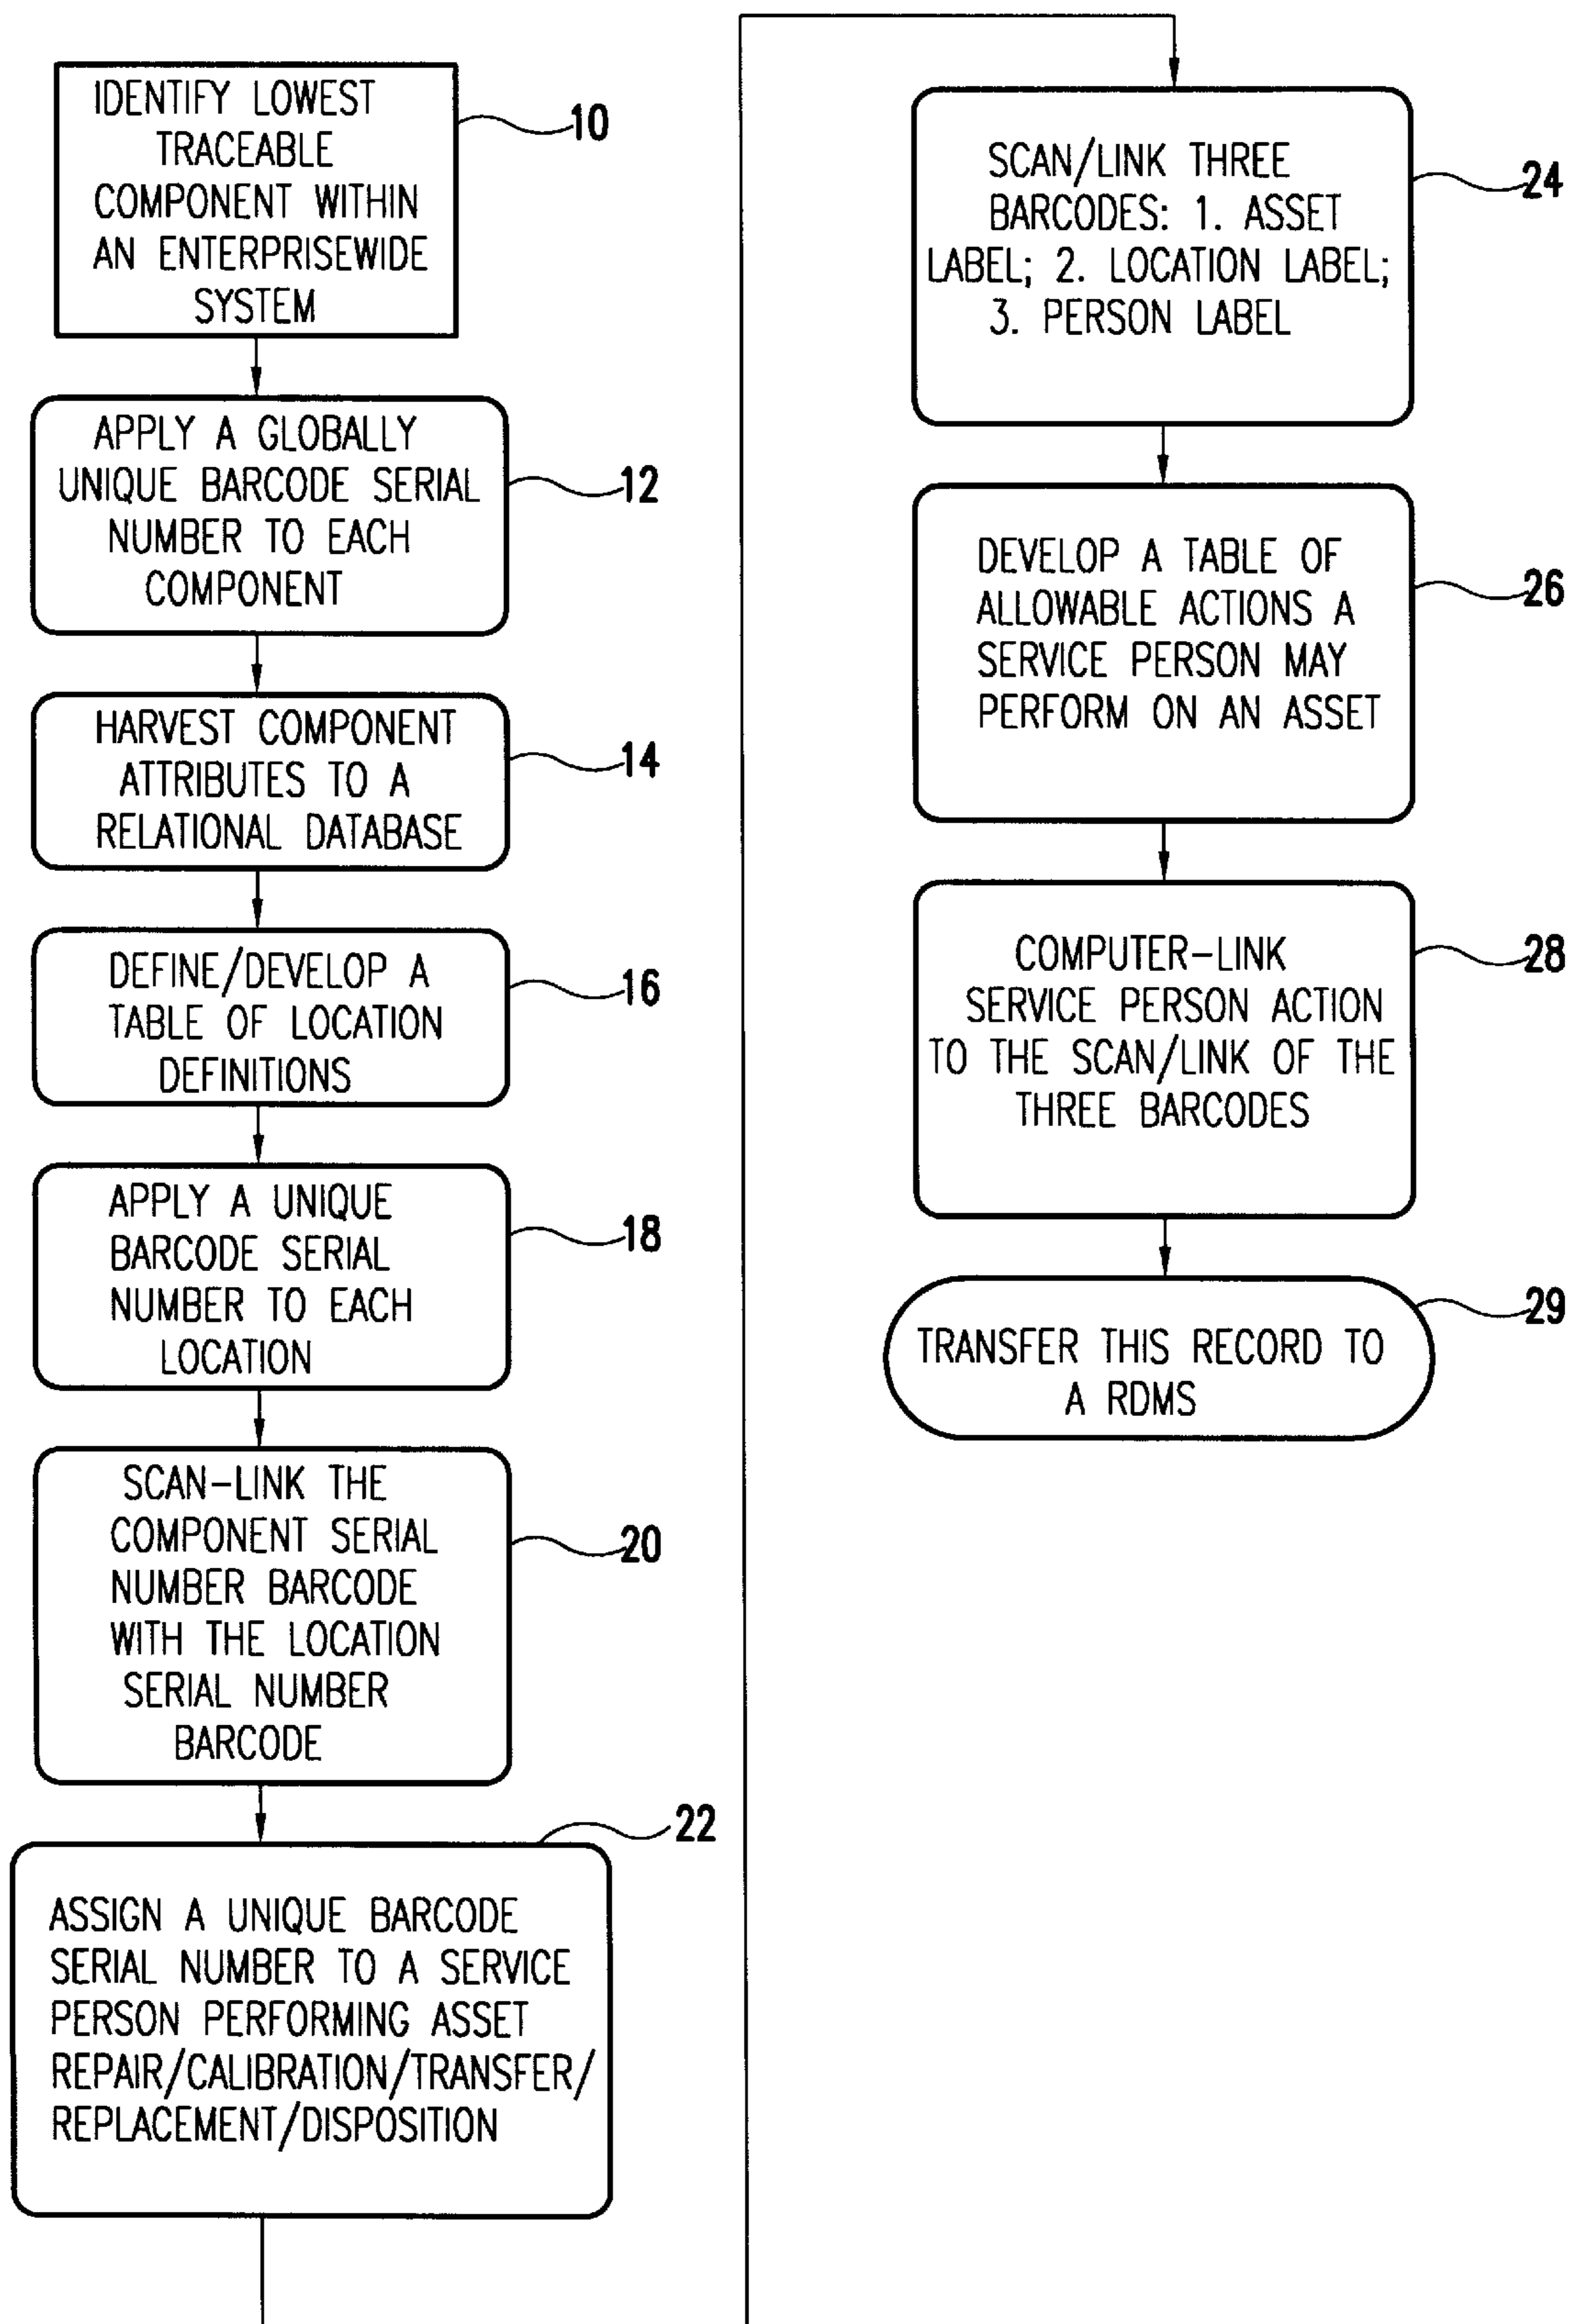 IDENTIFY LOWEST
TRACEABLE
COMPONENT WITHIN
AN ENTERPRISEWIDE
SYSTEM
10
APPLY A GLOBALLY
UNIQUE BARCODE SERIAL
NUMBER TO EACH
COMPONENT
12
HARVEST COMPONENT
ATTRIBUTES TO A
RELATIONAL DATABASE
14
DEFINE/DEVELOP A
TABLE OF LOCATION
DEFINITIONS
16
APPLY A UNIQUE
BARCODE SERIAL
NUMBER TO EACH
LOCATION
18
SCAN-LINK THE
COMPONENT SERIAL
NUMBER BARCODE
WITH THE LOCATION
SERIAL NUMBER
BARCODE
20
22
ASSIGN A UNIQUE BARCODE
SERIAL NUMBER TO A SERVICE
PERSON PERFORMING ASSET
REPAIR/CALIBRATION/TRANSFER/
REPLACEMENT/DISPOSITION
SCAN/LINK THREE
BARCODES: 1. ASSET
LABEL; 2. LOCATION LABEL;
3. PERSON LABEL
24
DEVELOP A TABLE OF
ALLOWABLE ACTIONS A
SERVICE PERSON MAY
PERFORM ON AN ASSET
26
COMPUTER-LINK
SERVICE PERSON ACTION
TO THE SCAN/LINK OF THE
THREE BARCODES
28
TRANSFER THIS RECORD TO
A RDMS
29